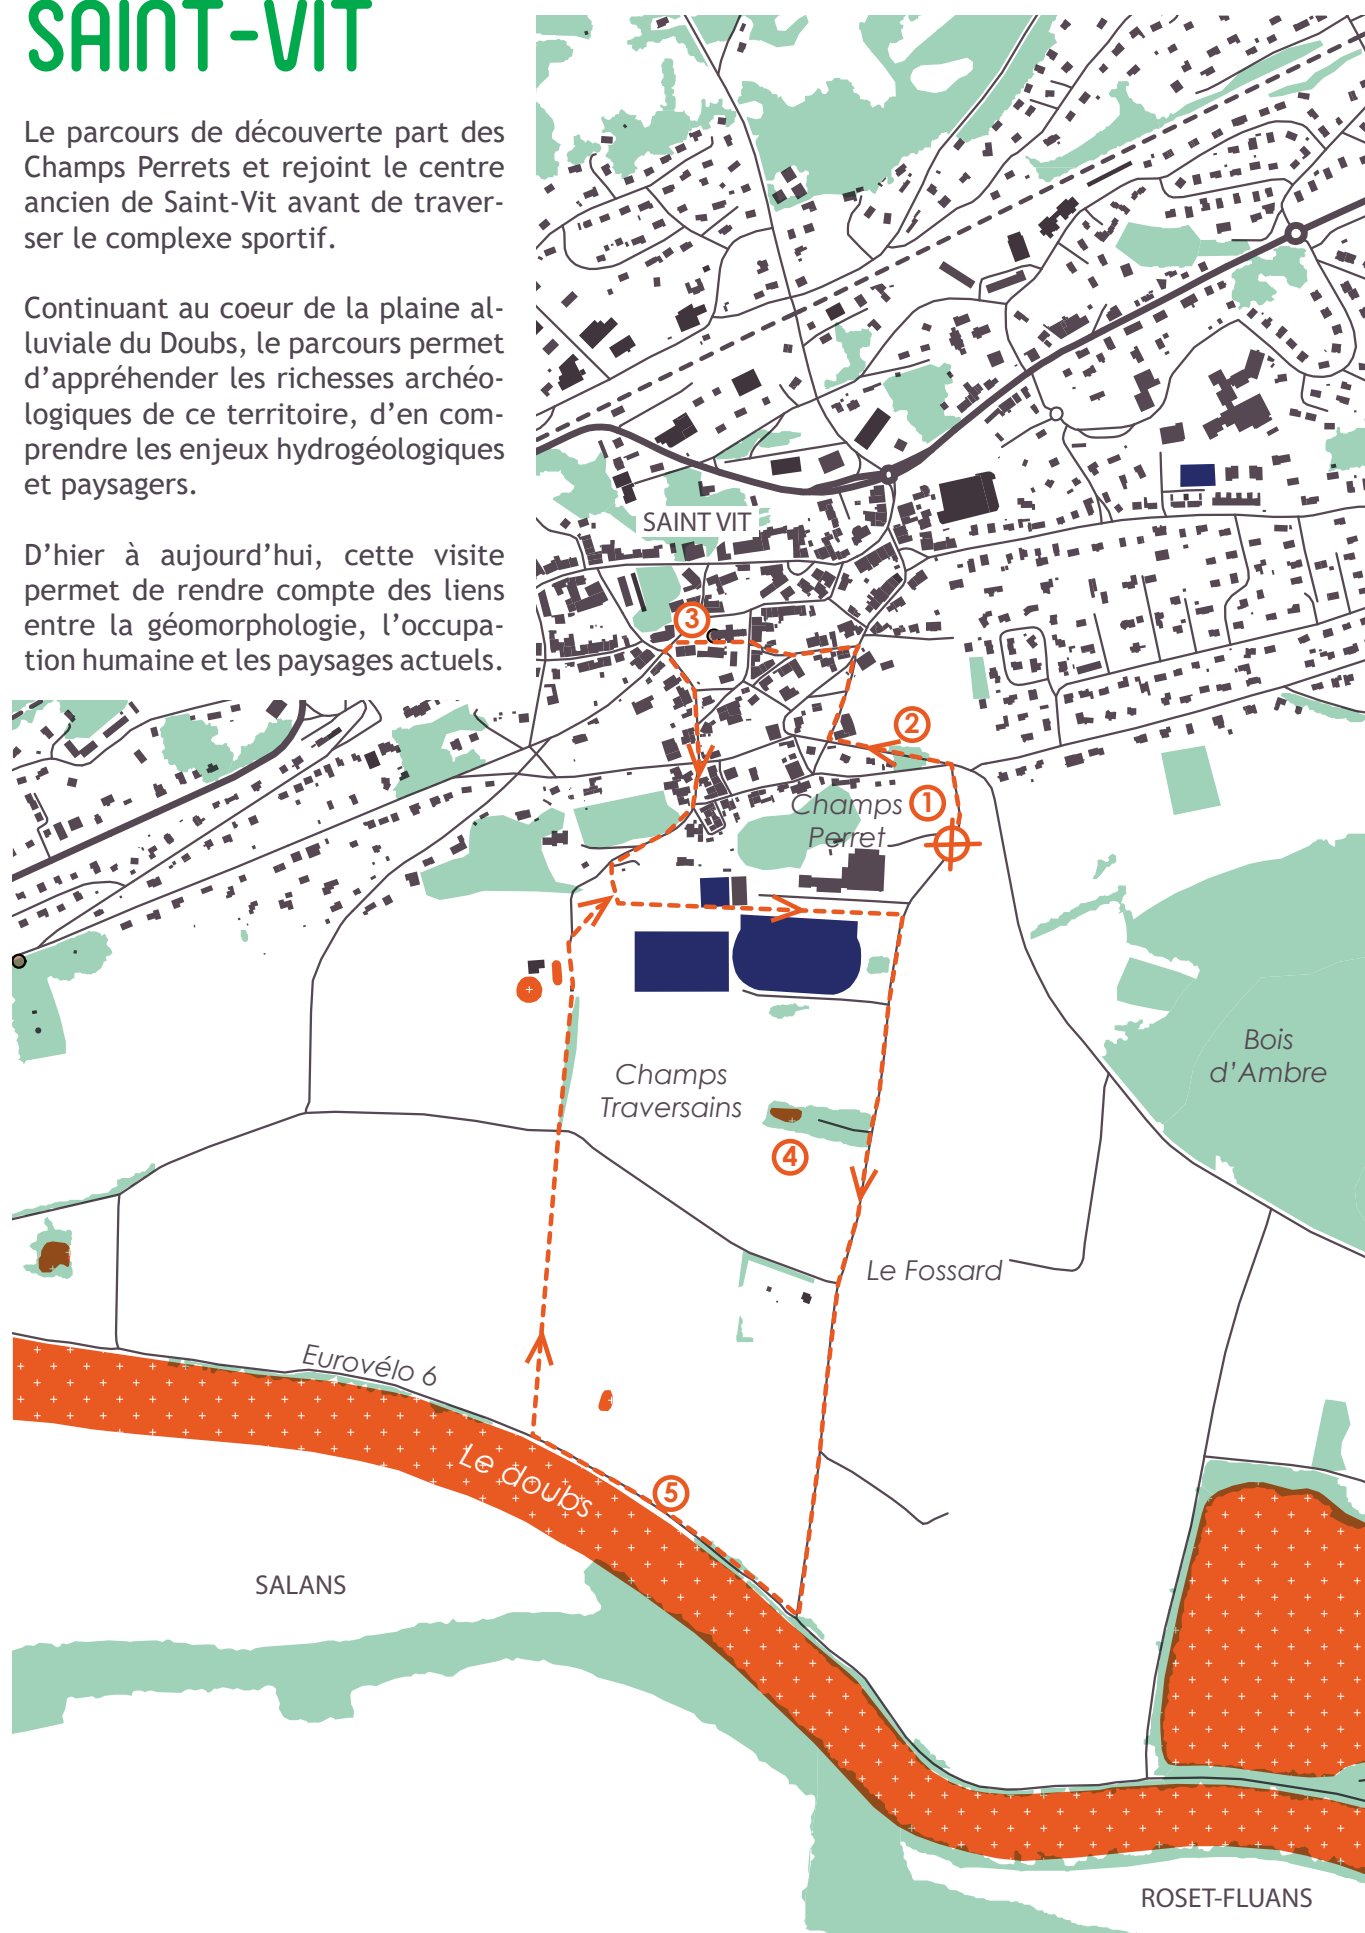 SAINT-VIT
Le parcours de découverte part des
Champs Perrets et rejoint le centre
ancien de Saint-Vit avant de traver-
ser le complexe sportif.
Continuant au coeur de la plaine al-
luviale du Doubs, le parcours permet
d’appréhender les richesses archéo-
logiques de ce territoire, d’en com-
prendre les enjeux hydrogéologiques
et paysagers.
D’hier à aujourd’hui, cette visite
permet de rendre compte des liens
entre la géomorphologie, l’occupa-
tion humaine et les paysages actuels.
SAINT VIT
3
2
1
Champs
Perret
Bois
d’Ambre
Champs
Traversains
4
Le Fossard
Eurovélo 6
Le doubs
5
SALANS
ROSET-FLUANS